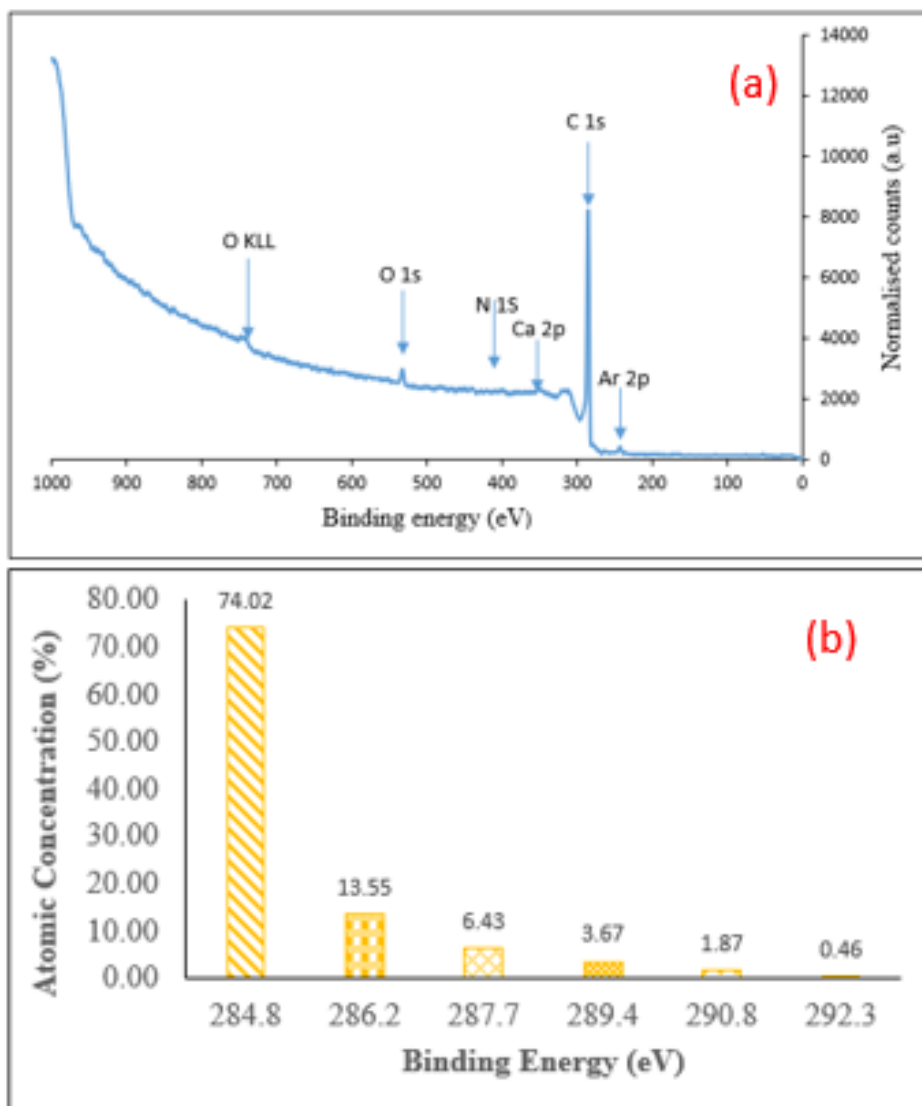 (a)
14000
12000
10000
8000
6000
4000
2000
0
Normalised counts (a.u)
C 1s
O KLL
O 1s
N 1S
Ca 2p
Ar 2p
1000 900 800 700 600 500 400 300 200 100 0
Binding energy (eV)
(b)
80.00
70.00
60.00
50.00
40.00
30.00
20.00
10.00
0.00
Atomic Concentration (%)
74.02
13.55
6.43
3.67
1.87
0.46
284.8 286.2 287.7 289.4 290.8 292.3
Binding Energy (eV)